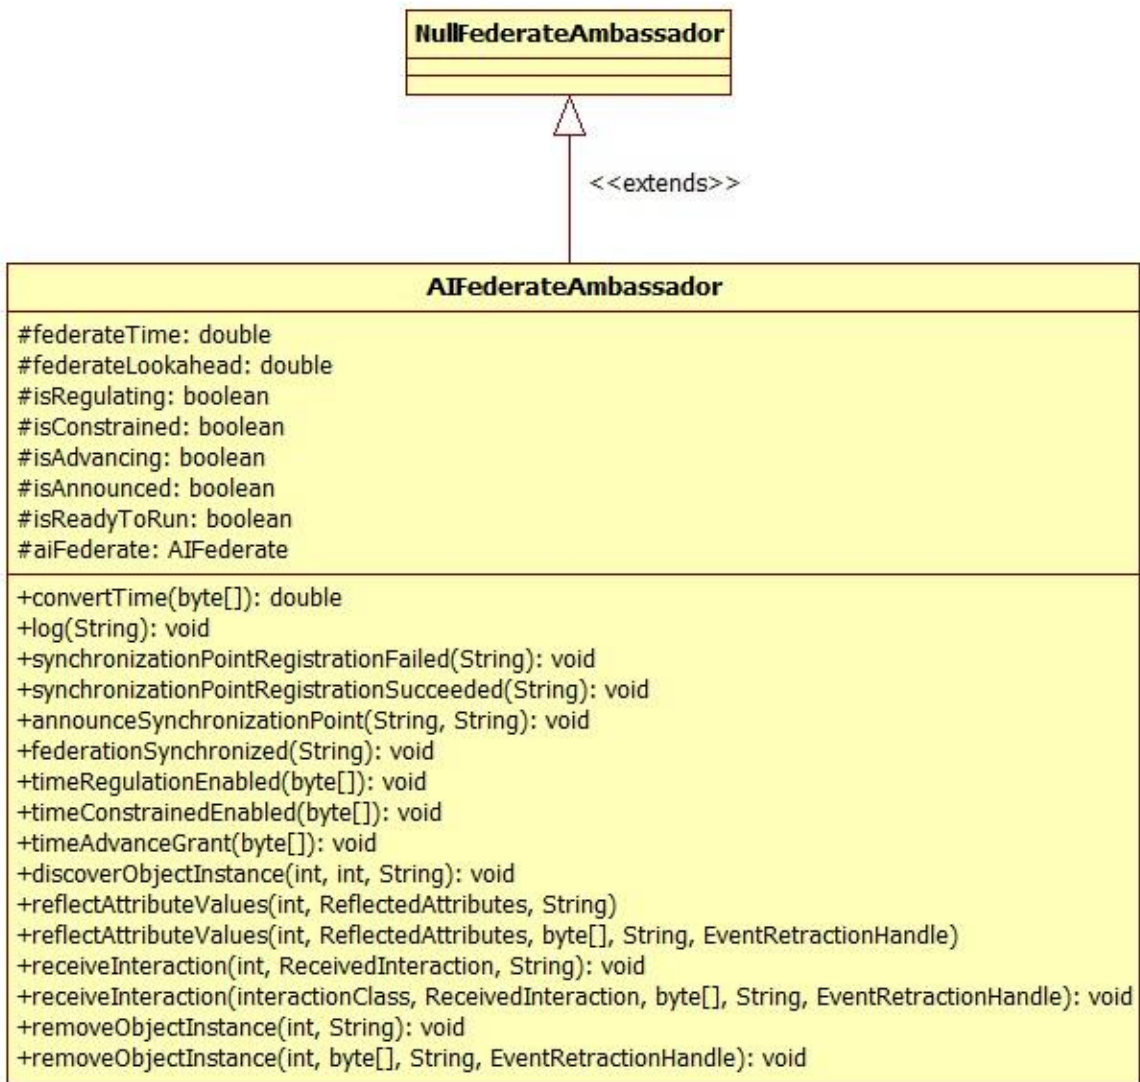 NullFederateAmbassador
<<extends>>
AIFederateAmbassador
#federateTime: double
#federateLookahead: double
#isRegulating: boolean
#isConstrained: boolean
#isAdvancing: boolean
#isAnnounced: boolean
#isReadyToRun: boolean
#aiFederate: AIFederate
+convertTime(byte[]): double
+log(String): void
+synchronizationPointRegistrationFailed(String): void
+synchronizationPointRegistrationSucceeded(String): void
+announceSynchronizationPoint(String, String): void
+federationSynchronized(String): void
+timeRegulationEnabled(byte[]): void
+timeConstrainedEnabled(byte[]): void
+timeAdvanceGrant(byte[]): void
+discoverObjectInstance(int, int, String): void
+reflectAttributeValues(int, ReflectedAttributes, String)
+reflectAttributeValues(int, ReflectedAttributes, byte[], String, EventRetractionHandle)
+receiveInteraction(int, ReceivedInteraction, String): void
+receiveInteraction(interactionClass, ReceivedInteraction, byte[], String, EventRetractionHandle): void
+removeObjectInstance(int, String): void
+removeObjectInstance(int, byte[], String, EventRetractionHandle): void